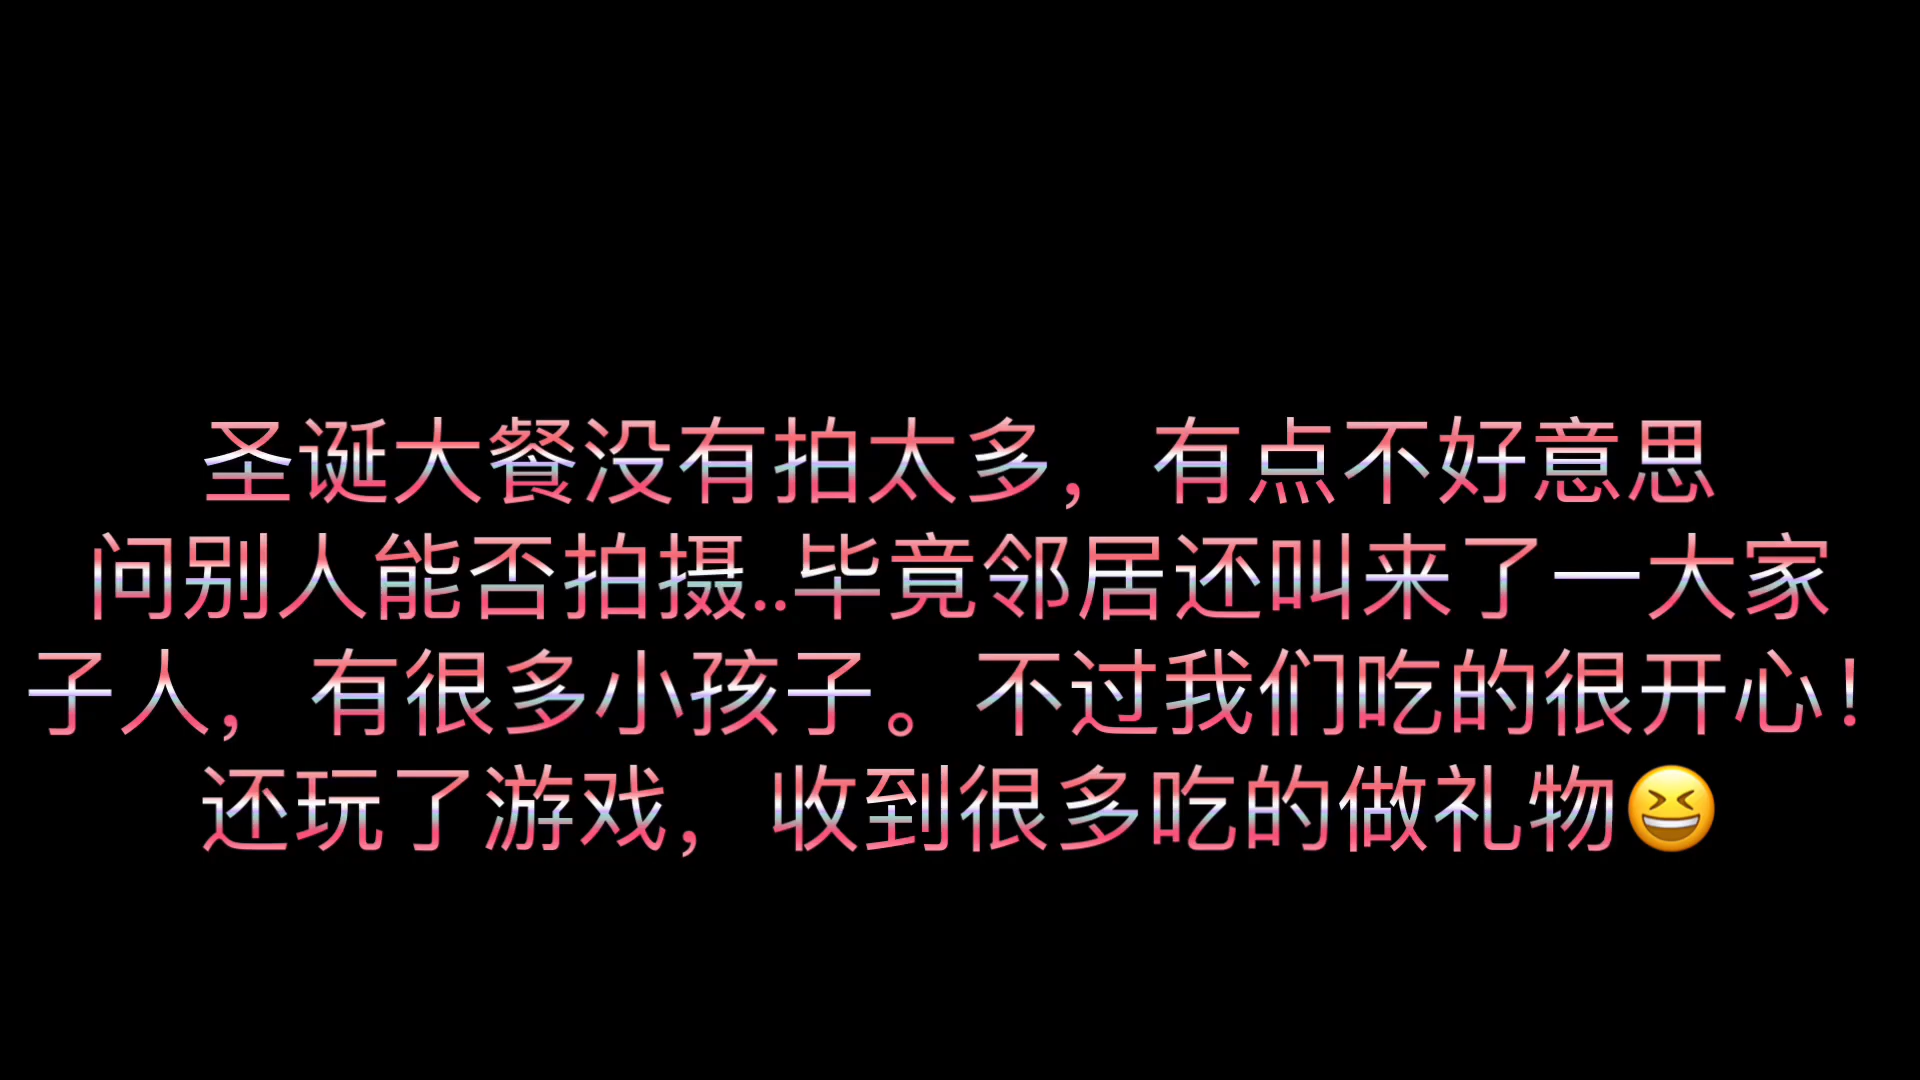 圣诞大餐没有拍太多，有点不好意思
问别人能否拍摄..毕竟邻居还叫来了一大家
子人，有很多小孩子。不过我们吃的很开心！
还玩了游戏，收到很多吃的做礼物😆